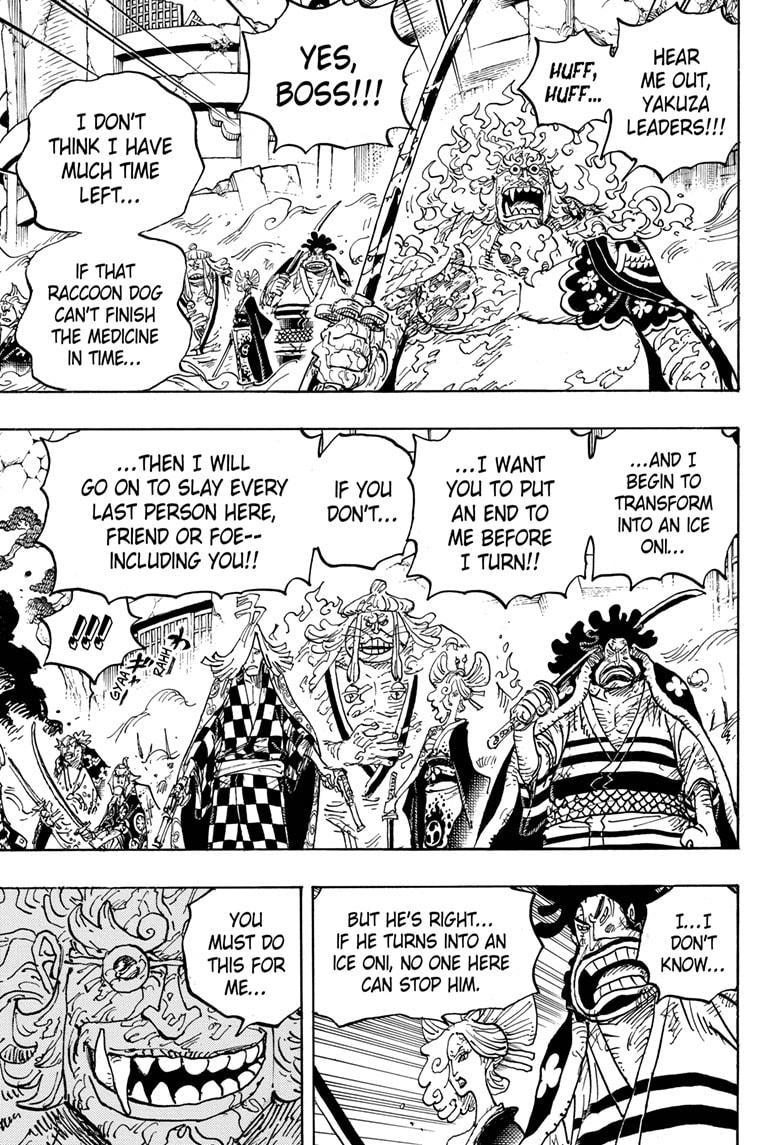 HEAR
ME OUT,
YAKUZA
LEADERS!!!
HUFF,
HUFF...
YES,
BOSS!!!
I DON'T
THINK I HAVE
MUCH TIME
LEFT...
IF THAT
RACCOON DOG
CAN'T FINISH
THE MEDICINE
IN TIME...
...AND I
BEGIN TO
TRANSFORM
INTO AN ICE
ONI...
...I WANT
YOU TO PUT
AN END TO
ME BEFORE
I TURN!!
IF YOU
DON'T...
...THEN I WILL
GO ON TO SLAY EVERY
LAST PERSON HERE,
FRIEND OR FOE--
INCLUDING YOU!!
!!!
RAHH
GYAA
I...I
DON'T
KNOW...
BUT HE'S RIGHT...
IF HE TURNS INTO AN
ICE ONI, NO ONE HERE
CAN STOP HIM.
YOU
MUST DO
THIS FOR
ME...